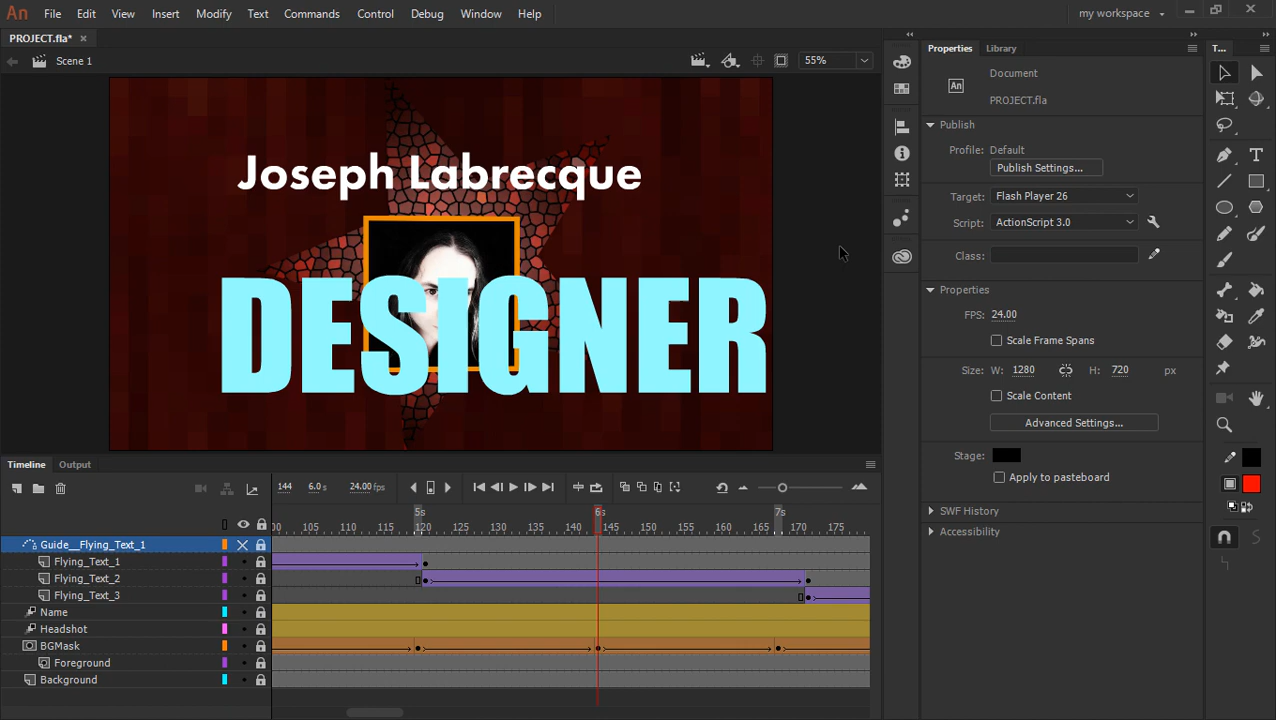 An File Edit View Insert Modify Text Commands Control Debug Window Help my workspace
PROJECT.fla* ×
Scene 1 55%
Joseph Labrecque
DESIGNER
Properties Library T...
Document
An PROJECT.fla
Publish
Profile: Default
Publish Settings...
Target: Flash Player 26
Script: ActionScript 3.0
Class:
Properties
FPS: 24.00
Scale Frame Spans
Size: W: 1280 H: 720 px
Scale Content
Advanced Settings...
Stage:
Apply to pasteboard
SWF History
Accessibility
Timeline Output
144 6.0s 24.00fps
5s 6s 7s
100 105 110 115 120 125 130 135 140 145 150 155 160 165 170 175
Guide__Flying_Text_1
Flying_Text_1
Flying_Text_2
Flying_Text_3
Name
Headshot
BGMask
Foreground
Background